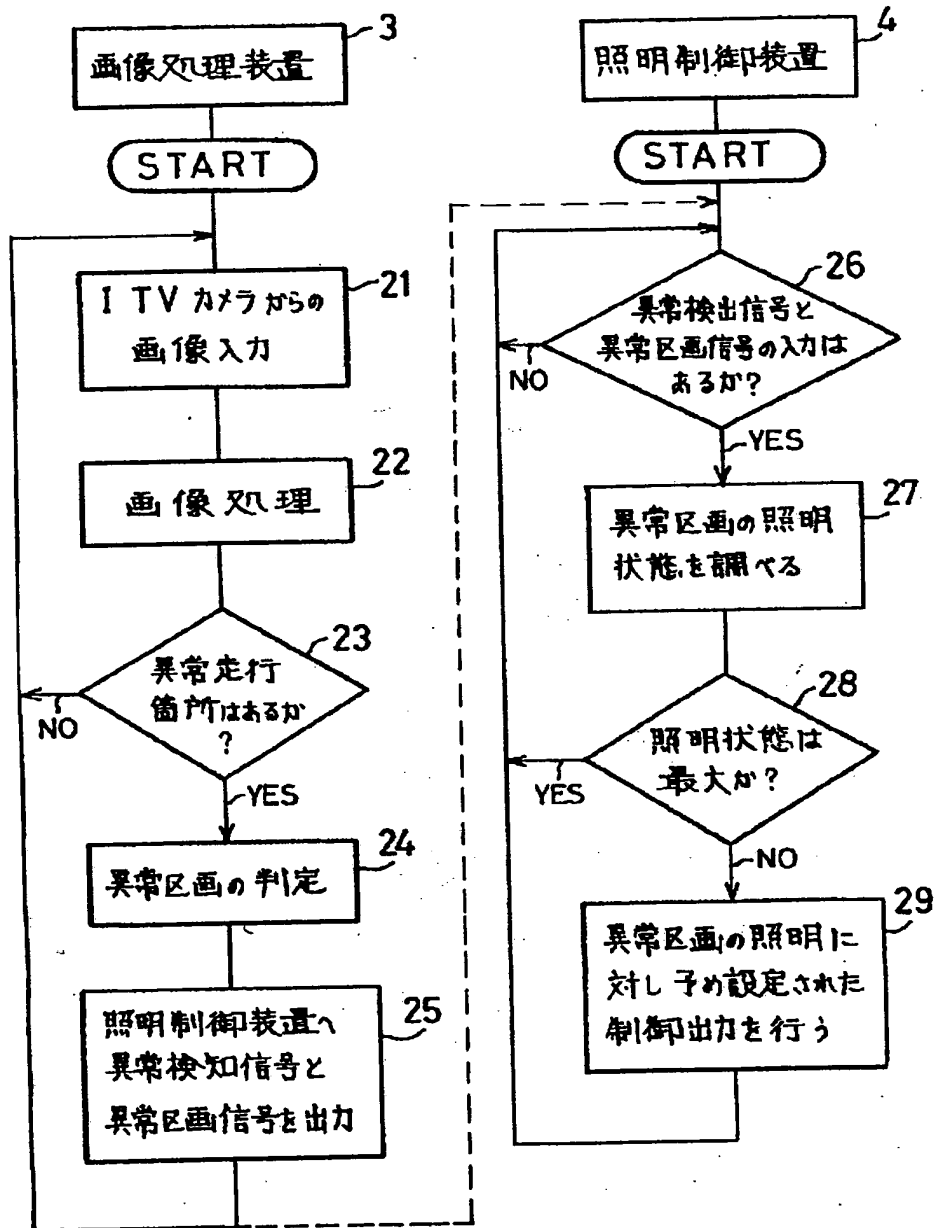 3
画像処理装置
START
21
ITVカメラからの
画像入力
22
画像処理
23
異常走行
箇所はあるか
?
NO
YES
24
異常区画の判定
25
照明制御装置へ
異常検知信号と
異常区画信号を出力
4
照明制御装置
START
26
異常検出信号と
異常区画信号の入力は
あるか?
NO
YES
27
異常区画の照明
状態を調べる
28
照明状態は
最大か?
YES
NO
29
異常区画の照明に
対し予め設定された
制御出力を行う